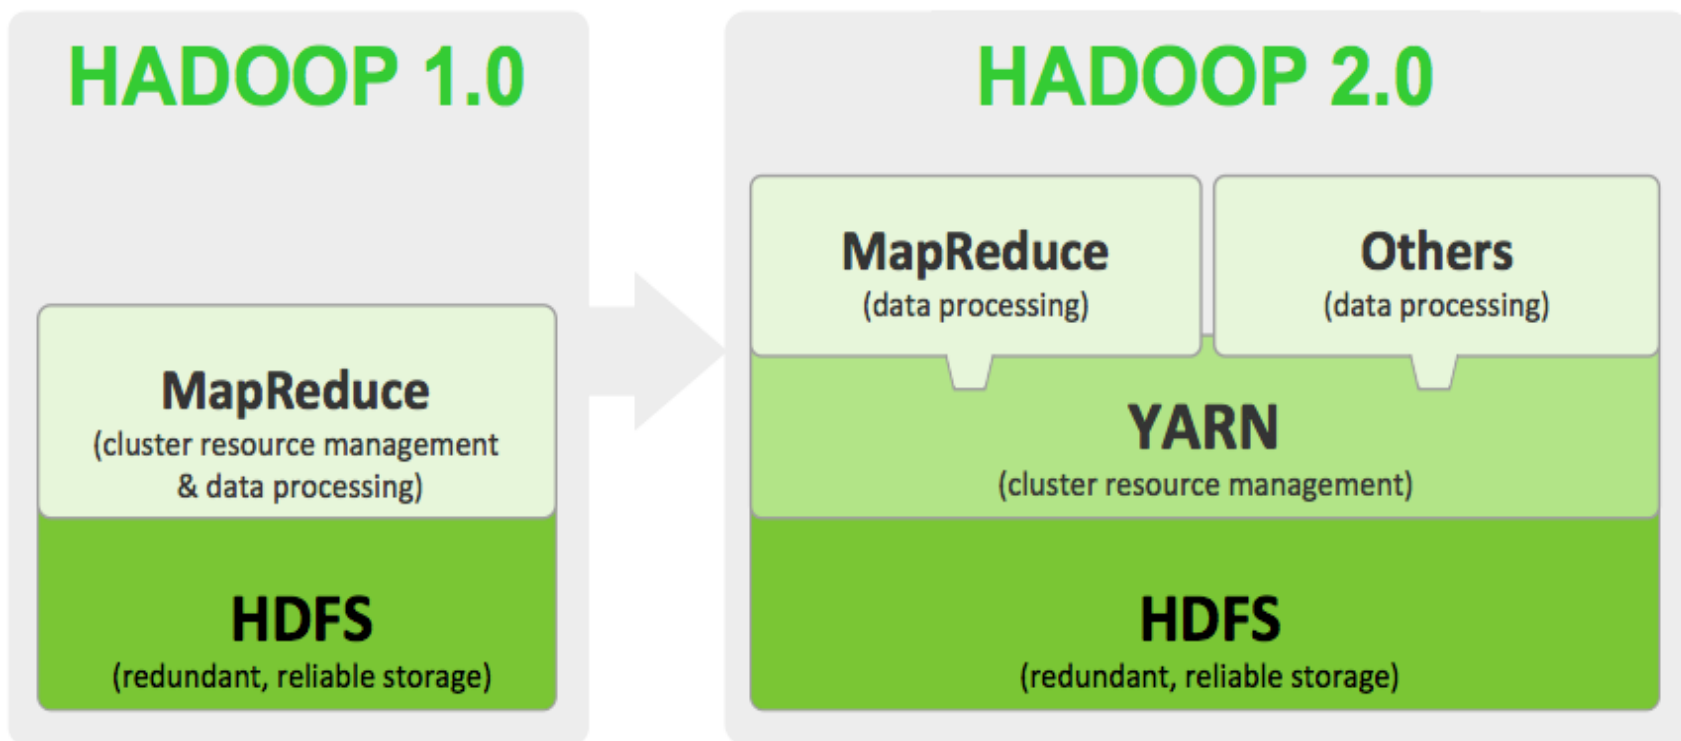 HADOOP 1.0
MapReduce
(cluster resource management
& data processing)
HDFS
(redundant, reliable storage)
HADOOP 2.0
MapReduce
(data processing)
Others
(data processing)
YARN
(cluster resource management)
HDFS
(redundant, reliable storage)